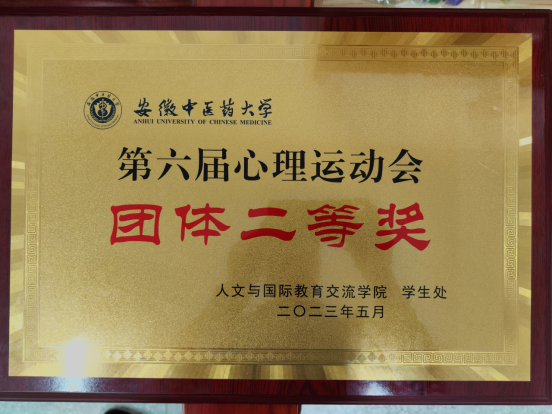 安徽中医药大学
ANHUI UNIVERSITY OF CHINESE MEDICINE
第六届心理运动会
团体二等奖
人文与国际教育交流学院 学生处
二〇二三年五月